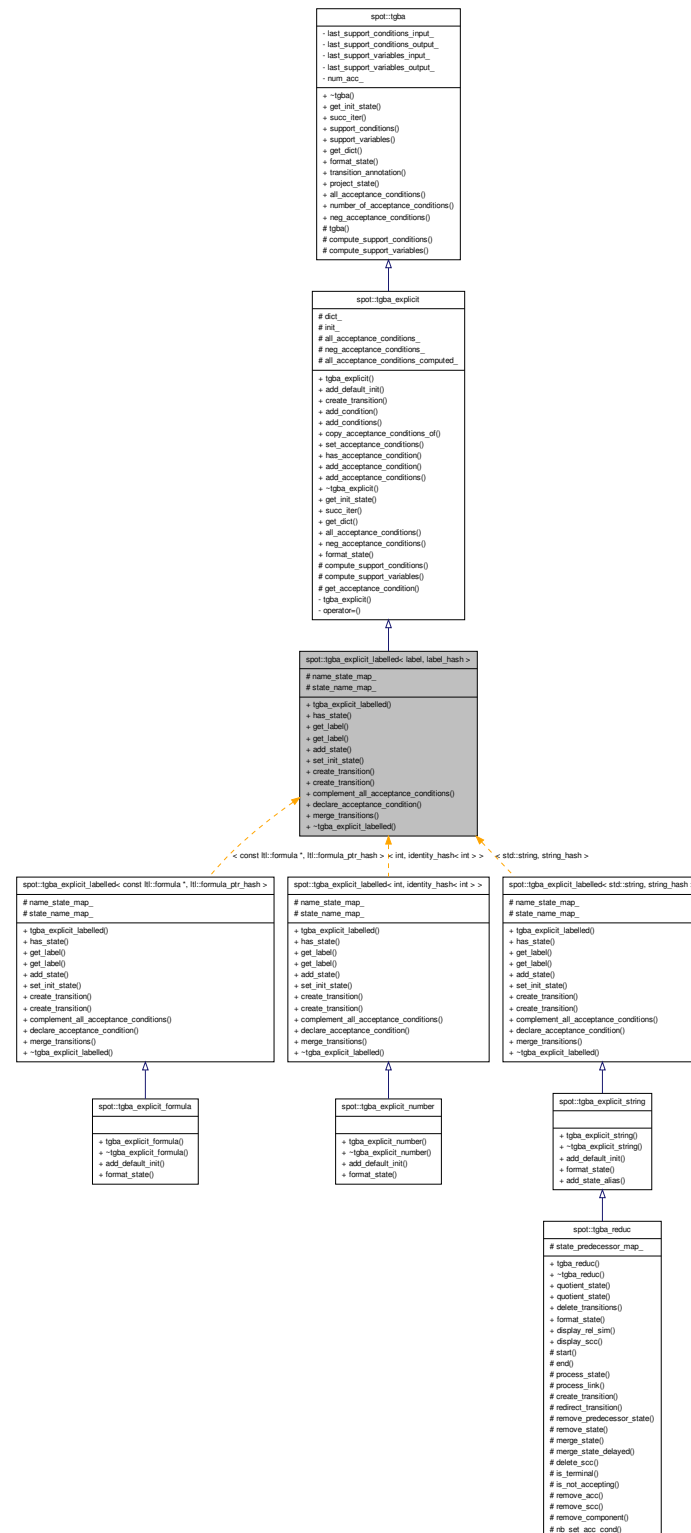 spot::tgba
- last_support_conditions_input_
- last_support_conditions_output_
- last_support_variables_input_
- last_support_variables_output_
- num_acc_
+ ~tgba()
+ get_init_state()
+ succ_iter()
+ support_conditions()
+ support_variables()
+ get_dict()
+ format_state()
+ transition_annotation()
+ project_state()
+ all_acceptance_conditions()
+ number_of_acceptance_conditions()
+ neg_acceptance_conditions()
# tgba()
# compute_support_conditions()
# compute_support_variables()
spot::tgba_explicit
# dict_
# init_
# all_acceptance_conditions_
# neg_acceptance_conditions_
# all_acceptance_conditions_computed_
+ tgba_explicit()
+ add_default_init()
+ create_transition()
+ add_condition()
+ add_conditions()
+ copy_acceptance_conditions_of()
+ set_acceptance_conditions()
+ has_acceptance_condition()
+ add_acceptance_condition()
+ add_acceptance_conditions()
+ ~tgba_explicit()
+ get_init_state()
+ succ_iter()
+ get_dict()
+ all_acceptance_conditions()
+ neg_acceptance_conditions()
+ format_state()
# compute_support_conditions()
# compute_support_variables()
# get_acceptance_condition()
- tgba_explicit()
- operator=()
spot::tgba_explicit_labelled< label, label_hash >
# name_state_map_
# state_name_map_
+ tgba_explicit_labelled()
+ has_state()
+ get_label()
+ get_label()
+ add_state()
+ set_init_state()
+ create_transition()
+ create_transition()
+ complement_all_acceptance_conditions()
+ declare_acceptance_condition()
+ merge_transitions()
+ ~tgba_explicit_labelled()
< const ltl::formula *, ltl::formula_ptr_hash >
< int, identity_hash< int > >
< std::string, string_hash >
spot::tgba_explicit_labelled< const ltl::formula *, ltl::formula_ptr_hash >
# name_state_map_
# state_name_map_
+ tgba_explicit_labelled()
+ has_state()
+ get_label()
+ get_label()
+ add_state()
+ set_init_state()
+ create_transition()
+ create_transition()
+ complement_all_acceptance_conditions()
+ declare_acceptance_condition()
+ merge_transitions()
+ ~tgba_explicit_labelled()
spot::tgba_explicit_labelled< int, identity_hash< int > >
# name_state_map_
# state_name_map_
+ tgba_explicit_labelled()
+ has_state()
+ get_label()
+ get_label()
+ add_state()
+ set_init_state()
+ create_transition()
+ create_transition()
+ complement_all_acceptance_conditions()
+ declare_acceptance_condition()
+ merge_transitions()
+ ~tgba_explicit_labelled()
spot::tgba_explicit_labelled< std::string, string_hash >
# name_state_map_
# state_name_map_
+ tgba_explicit_labelled()
+ has_state()
+ get_label()
+ get_label()
+ add_state()
+ set_init_state()
+ create_transition()
+ create_transition()
+ complement_all_acceptance_conditions()
+ declare_acceptance_condition()
+ merge_transitions()
+ ~tgba_explicit_labelled()
spot::tgba_explicit_formula
+ tgba_explicit_formula()
+ ~tgba_explicit_formula()
+ add_default_init()
+ format_state()
spot::tgba_explicit_number
+ tgba_explicit_number()
+ ~tgba_explicit_number()
+ add_default_init()
+ format_state()
spot::tgba_explicit_string
+ tgba_explicit_string()
+ ~tgba_explicit_string()
+ add_default_init()
+ format_state()
+ add_state_alias()
spot::tgba_reduc
# state_predecessor_map_
+ tgba_reduc()
+ ~tgba_reduc()
+ quotient_state()
+ quotient_state()
+ delete_transitions()
+ format_state()
+ display_rel_sim()
+ display_scc()
# start()
# end()
# process_state()
# process_link()
# create_transition()
# redirect_transition()
# remove_predecessor_state()
# remove_state()
# merge_state()
# merge_state_delayed()
# delete_scc()
# is_terminal()
# is_not_accepting()
# remove_acc()
# remove_scc()
# remove_component()
# nb_set_acc_cond()